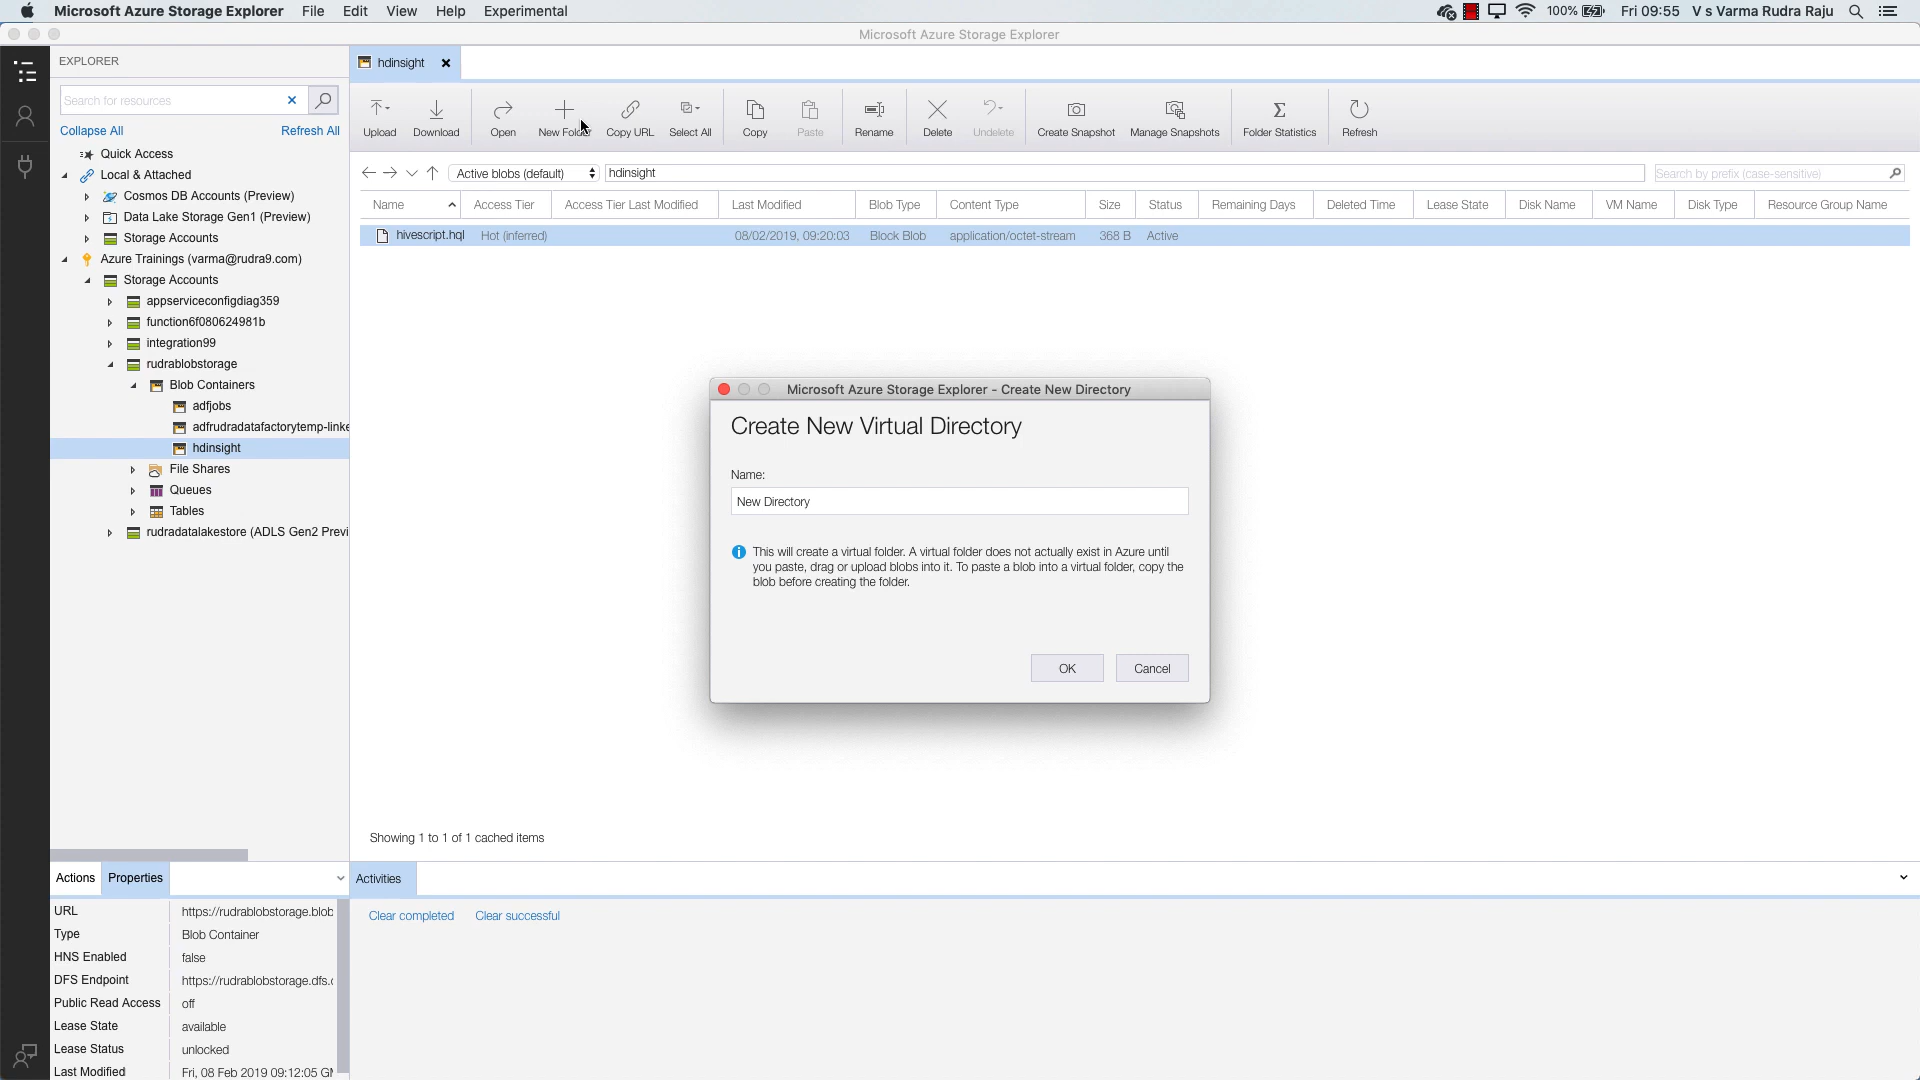 Microsoft Azure Storage Explorer File Edit View Help Experimental 100% Fri 09:55 V s Varma Rudra Raju
Microsoft Azure Storage Explorer
EXPLORER
hdinsight
Search for resources
Collapse All Refresh All
Upload Download Open New Folder Copy URL Select All Copy Paste Rename Delete Undelete Create Snapshot Manage Snapshots Folder Statistics Refresh
Quick Access
Local & Attached
Cosmos DB Accounts (Preview)
Data Lake Storage Gen1 (Preview)
Storage Accounts
Azure Trainings (varma@rudra9.com)
Storage Accounts
appserviceconfigdiag359
function6f080624981b
integration99
rudrablobstorage
Blob Containers
adfjobs
adfrudradatafactorytemp-linke
hdinsight
File Shares
Queues
Tables
rudradatalakestore (ADLS Gen2 Previ
Active blobs (default) hdinsight Search by prefix (case-sensitive)
Name Access Tier Access Tier Last Modified Last Modified Blob Type Content Type Size Status Remaining Days Deleted Time Lease State Disk Name VM Name Disk Type Resource Group Name
hivescript.hql Hot (inferred) 08/02/2019, 09:20:03 Block Blob application/octet-stream 368 B Active
Microsoft Azure Storage Explorer - Create New Directory
Create New Virtual Directory
Name:
New Directory
This will create a virtual folder. A virtual folder does not actually exist in Azure until
you paste, drag or upload blobs into it. To paste a blob into a virtual folder, copy the
blob before creating the folder.
OK Cancel
Showing 1 to 1 of 1 cached items
Actions Properties
URL https://rudrablobstorage.blob
Type Blob Container
HNS Enabled false
DFS Endpoint https://rudrablobstorage.dfs.
Public Read Access off
Lease State available
Lease Status unlocked
Last Modified Fri, 08 Feb 2019 09:12:05 GM
Activities
Clear completed Clear successful